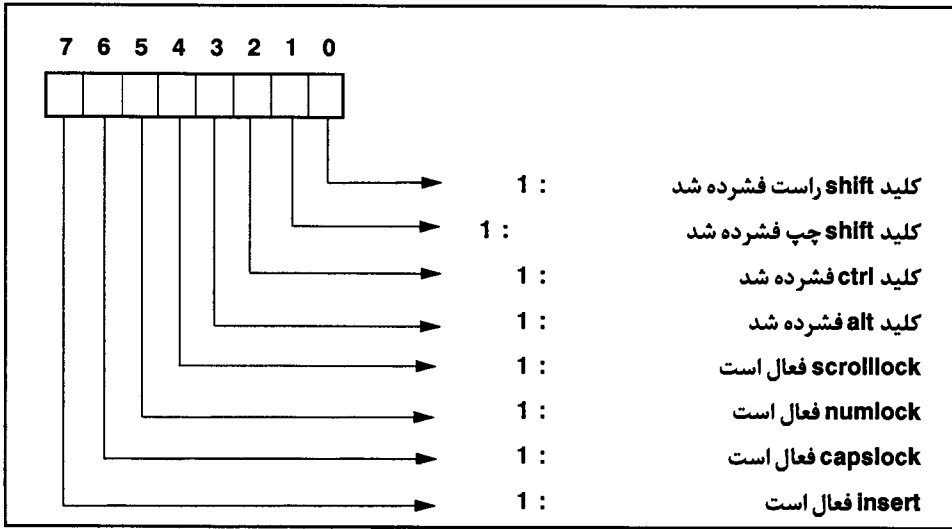 7 6 5 4 3 2 1 0
کلید shift راست فشرده شد : 1
کلید shift چپ فشرده شد : 1
کلید ctrl فشرده شد : 1
کلید alt فشرده شد : 1
scrolllock فعال است : 1
numlock فعال است : 1
capslock فعال است : 1
insert فعال است : 1